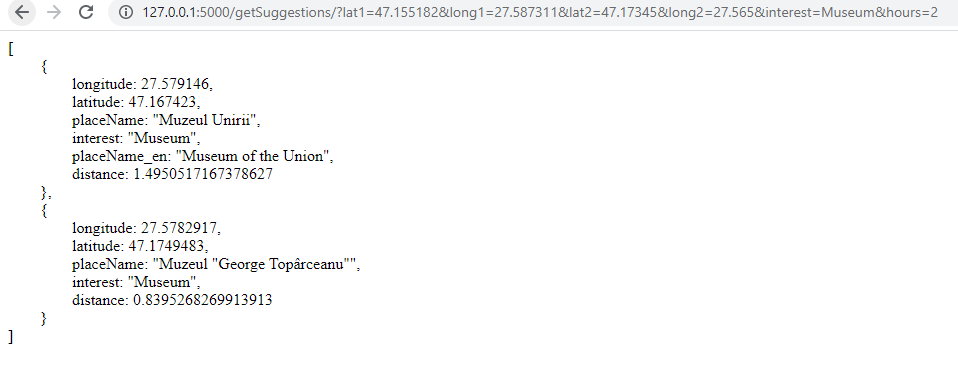 127.0.0.1:5000/getSuggestions/?lat1=47.155182&long1=27.587311&lat2=47.17345&long2=27.565&interest=Museum&hours=2
[
{
longitude: 27.579146,
latitude: 47.167423,
placeName: "Muzeul Unirii",
interest: "Museum",
placeName_en: "Museum of the Union",
distance: 1.4950517167378627
},
{
longitude: 27.5782917,
latitude: 47.1749483,
placeName: "Muzeul "George Topârceanu"",
interest: "Museum",
distance: 0.8395268269913913
}
]